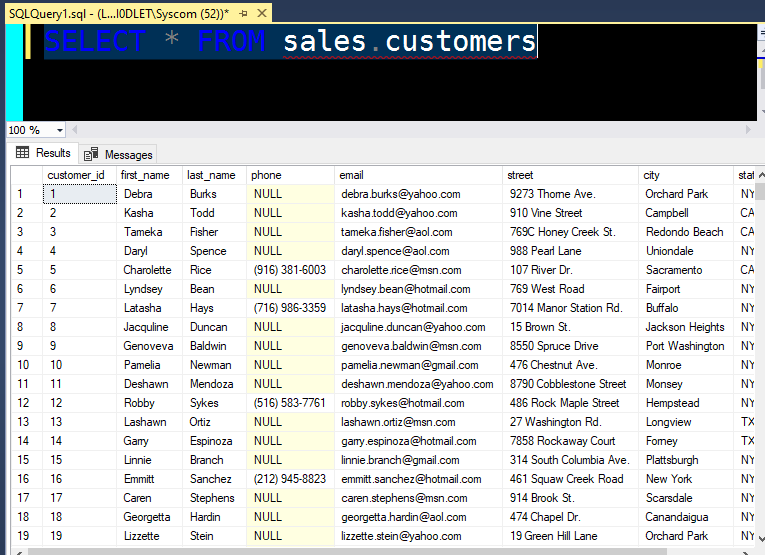 SQLQuery1.sql - (L...I0DLET\Syscom (52))*
SELECT * FROM sales.customers
100 %
Results Messages
customer_id first_name last_name phone email street city stat
1 1 Debra Burks NULL debra.burks@yahoo.com 9273 Thorne Ave. Orchard Park NY
2 2 Kasha Todd NULL kasha.todd@yahoo.com 910 Vine Street Campbell CA
3 3 Tameka Fisher NULL tameka.fisher@aol.com 769C Honey Creek St. Redondo Beach CA
4 4 Daryl Spence NULL daryl.spence@aol.com 988 Pearl Lane Uniondale NY
5 5 Charolette Rice (916) 381-6003 charolette.rice@msn.com 107 River Dr. Sacramento CA
6 6 Lyndsey Bean NULL lyndsey.bean@hotmail.com 769 West Road Fairport NY
7 7 Latasha Hays (716) 986-3359 latasha.hays@hotmail.com 7014 Manor Station Rd. Buffalo NY
8 8 Jacquline Duncan NULL jacquline.duncan@yahoo.com 15 Brown St. Jackson Heights NY
9 9 Genoveva Baldwin NULL genoveva.baldwin@msn.com 8550 Spruce Drive Port Washington NY
10 10 Pamelia Newman NULL pamelia.newman@gmail.com 476 Chestnut Ave. Monroe NY
11 11 Deshawn Mendoza NULL deshawn.mendoza@yahoo.com 8790 Cobblestone Street Monsey NY
12 12 Robby Sykes (516) 583-7761 robby.sykes@hotmail.com 486 Rock Maple Street Hempstead NY
13 13 Lashawn Ortiz NULL lashawn.ortiz@msn.com 27 Washington Rd. Longview TX
14 14 Garry Espinoza NULL garry.espinoza@hotmail.com 7858 Rockaway Court Forney TX
15 15 Linnie Branch NULL linnie.branch@gmail.com 314 South Columbia Ave. Plattsburgh NY
16 16 Emmitt Sanchez (212) 945-8823 emmitt.sanchez@hotmail.com 461 Squaw Creek Road New York NY
17 17 Caren Stephens NULL caren.stephens@msn.com 914 Brook St. Scarsdale NY
18 18 Georgetta Hardin NULL georgetta.hardin@aol.com 474 Chapel Dr. Canandaigua NY
19 19 Lizzette Stein NULL lizzette.stein@yahoo.com 19 Green Hill Lane Orchard Park NY